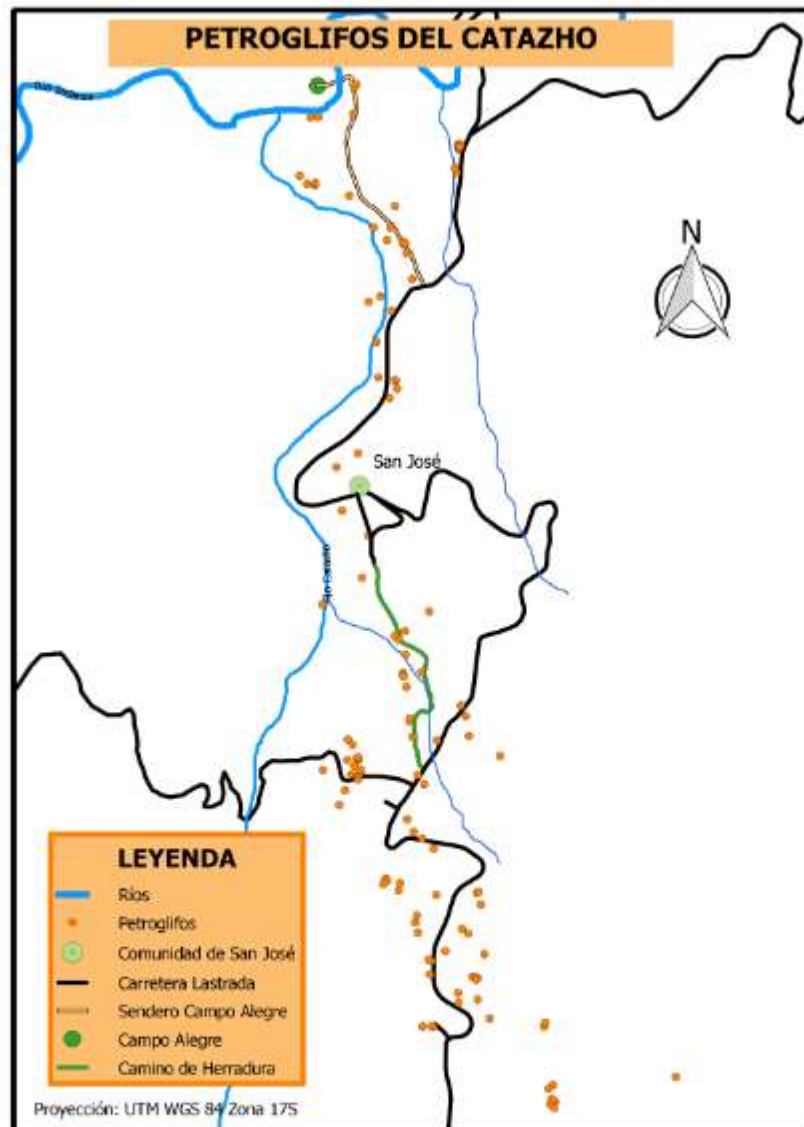 PETROGLIFOS DEL CATAZHO
N
San José
LEYENDA
Ríos
Petroglifos
Comunidad de San José
Carretera Lastrada
Sendero Campo Alegre
Campo Alegre
Camino de Herradura
Proyección: UTM WGS 84 Zona 17S